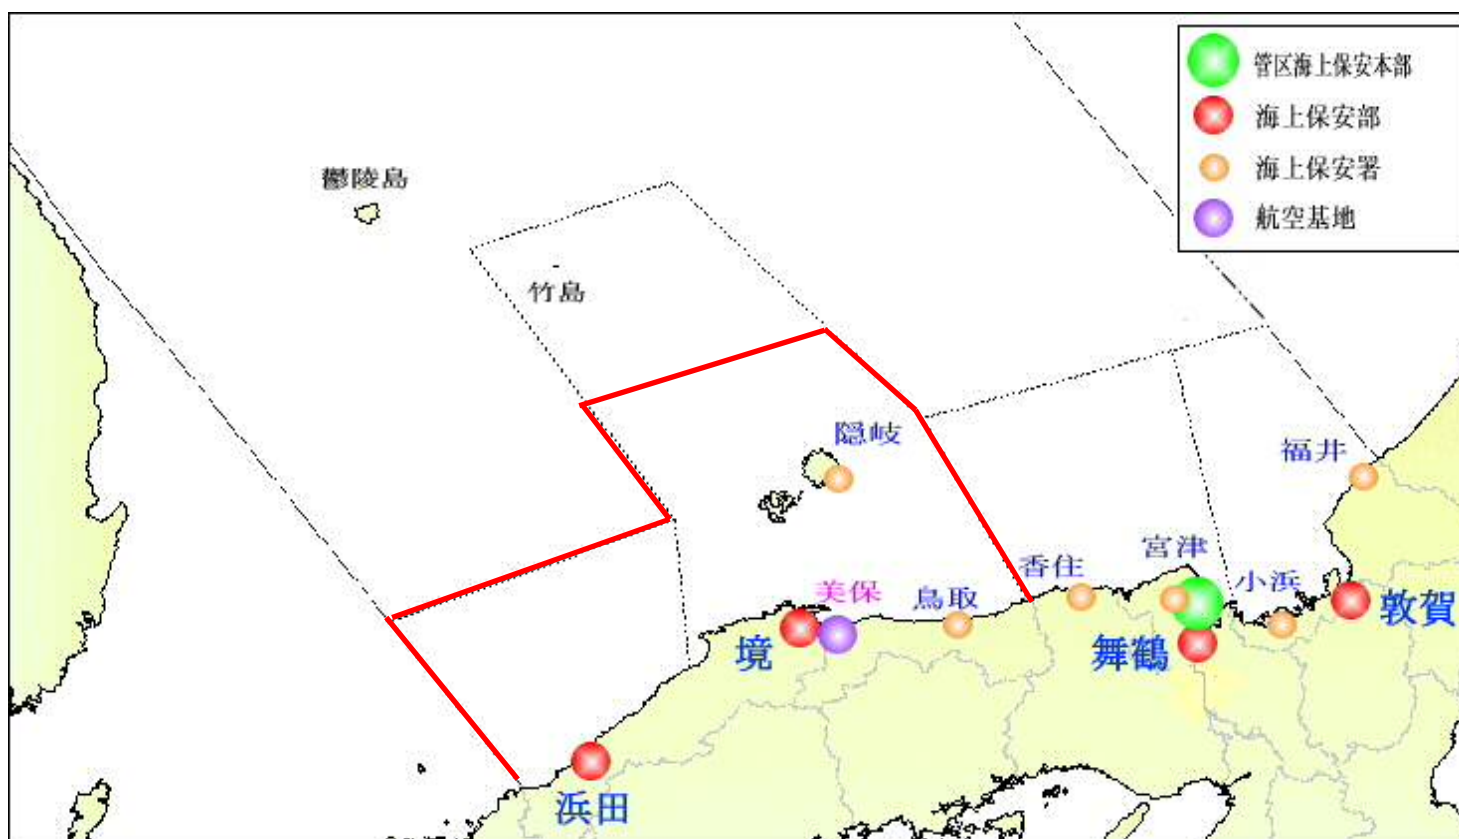 管区海上保安本部
海上保安部
海上保安署
航空基地
鬱陵島
竹島
隠岐
福井
宮津
香住
小浜
美保
鳥取
敦賀
境
舞鶴
浜田